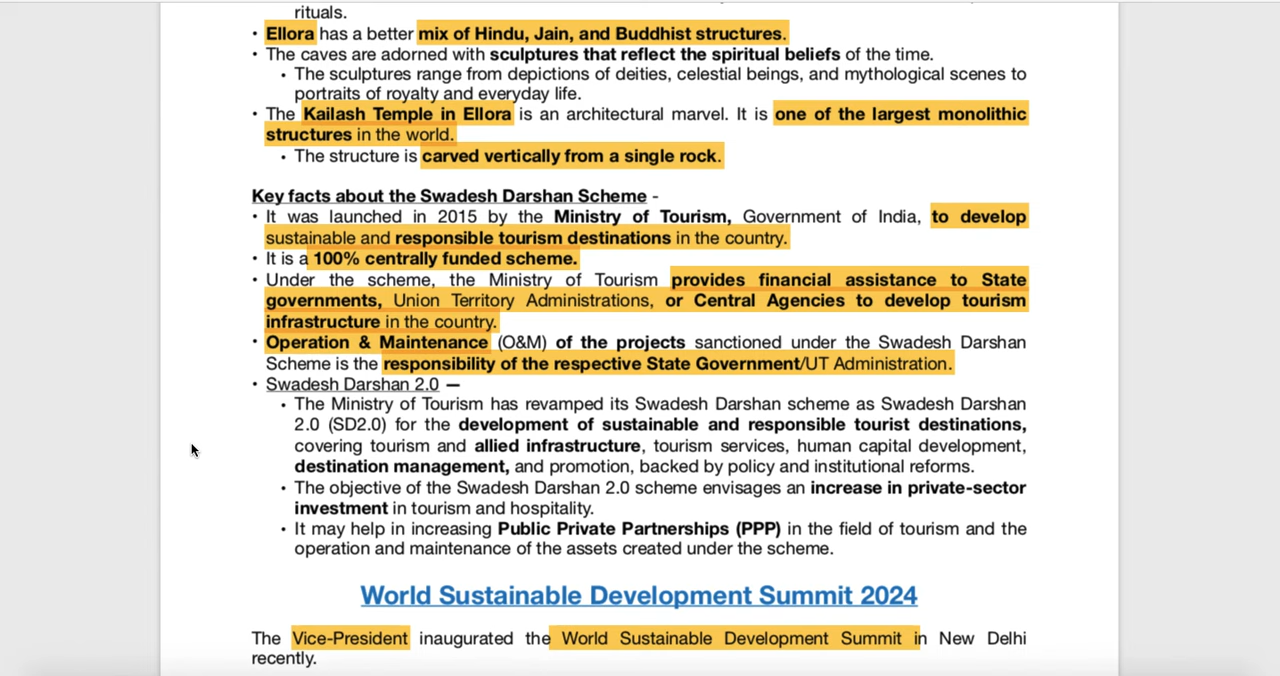 rituals.
• Ellora has a better mix of Hindu, Jain, and Buddhist structures.
• The caves are adorned with sculptures that reflect the spiritual beliefs of the time.
• The sculptures range from depictions of deities, celestial beings, and mythological scenes to
portraits of royalty and everyday life.
• The Kailash Temple in Ellora is an architectural marvel. It is one of the largest monolithic
structures in the world.
• The structure is carved vertically from a single rock.
Key facts about the Swadesh Darshan Scheme -
• It was launched in 2015 by the Ministry of Tourism, Government of India, to develop
sustainable and responsible tourism destinations in the country.
• It is a 100% centrally funded scheme.
• Under the scheme, the Ministry of Tourism provides financial assistance to State
governments, Union Territory Administrations, or Central Agencies to develop tourism
infrastructure in the country.
• Operation & Maintenance (O&M) of the projects sanctioned under the Swadesh Darshan
Scheme is the responsibility of the respective State Government/UT Administration.
• Swadesh Darshan 2.0 —
• The Ministry of Tourism has revamped its Swadesh Darshan scheme as Swadesh Darshan
2.0 (SD2.0) for the development of sustainable and responsible tourist destinations,
covering tourism and allied infrastructure, tourism services, human capital development,
destination management, and promotion, backed by policy and institutional reforms.
• The objective of the Swadesh Darshan 2.0 scheme envisages an increase in private-sector
investment in tourism and hospitality.
• It may help in increasing Public Private Partnerships (PPP) in the field of tourism and the
operation and maintenance of the assets created under the scheme.
World Sustainable Development Summit 2024
The Vice-President inaugurated the World Sustainable Development Summit in New Delhi
recently.